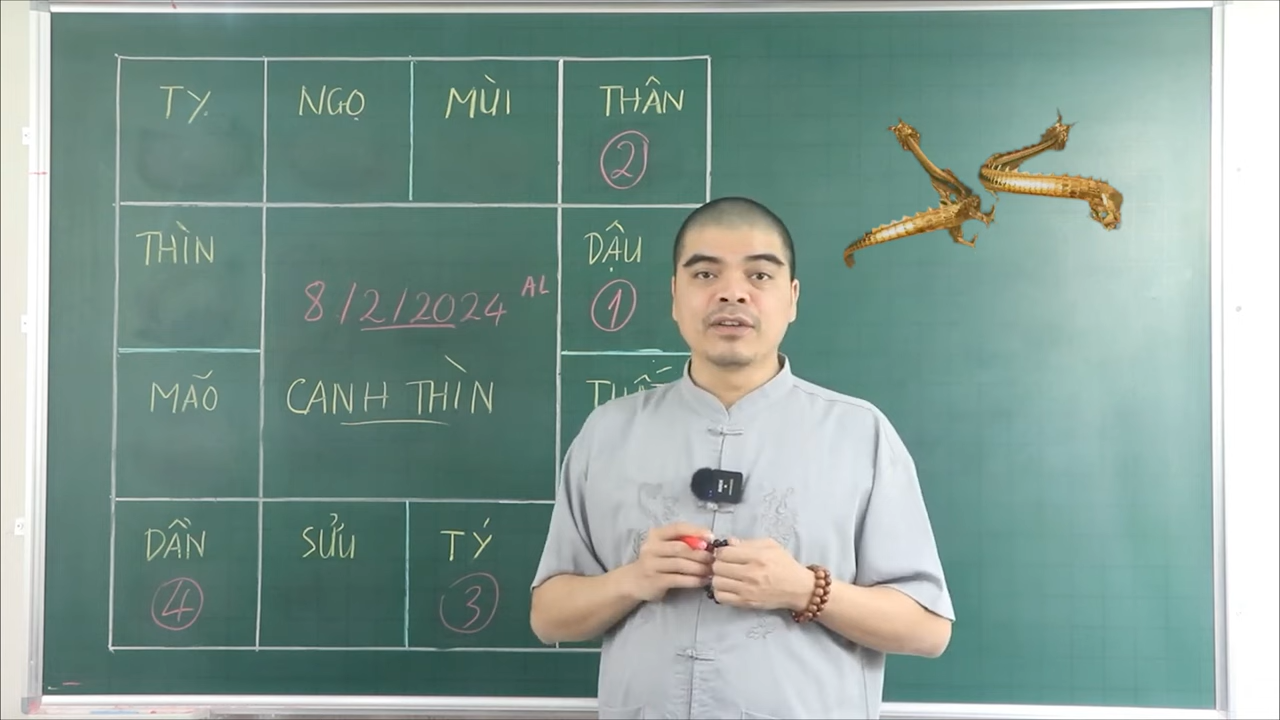 TỴ
NGỌ
MÙI
THÂN
2
THÌN
DẬU
1
8/2/2024 AL
MÃO
CANH THÌN
DẦN
SỬU
TÝ
4
3